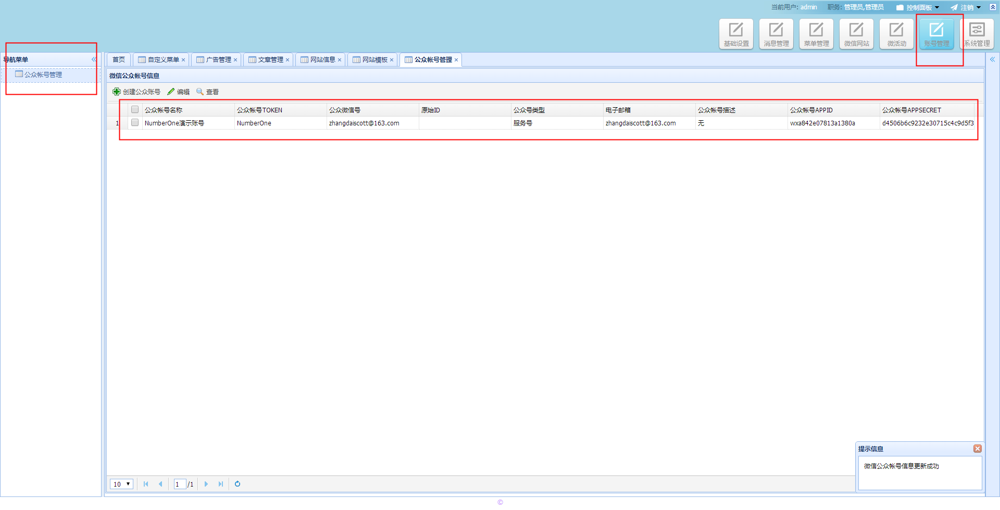 当前用户: admin 职务: 管理员,管理员 控制面板 注销
基础设置 消息管理 菜单管理 微信网站 微活动 账号管理 系统管理
导航菜单
公众帐号管理
首页 自定义菜单 广告管理 文章管理 网站信息 网站模板 公众帐号管理
微信公众帐号信息
创建公众账号 编辑 查看
公众帐号名称 公众帐号TOKEN 公众微信号 原始ID 公众号类型 电子邮箱 公众帐号描述 公众帐号APPID 公众帐号APPSECRET
1 NumberOne演示账号 NumberOne zhangdaiscott@163.com 服务号 zhangdaiscott@163.com 无 wxa842e07813a1380a d4506b6c9232e30715c4c9d5f3
提示信息
微信公众帐号信息更新成功
10 1 /1
©